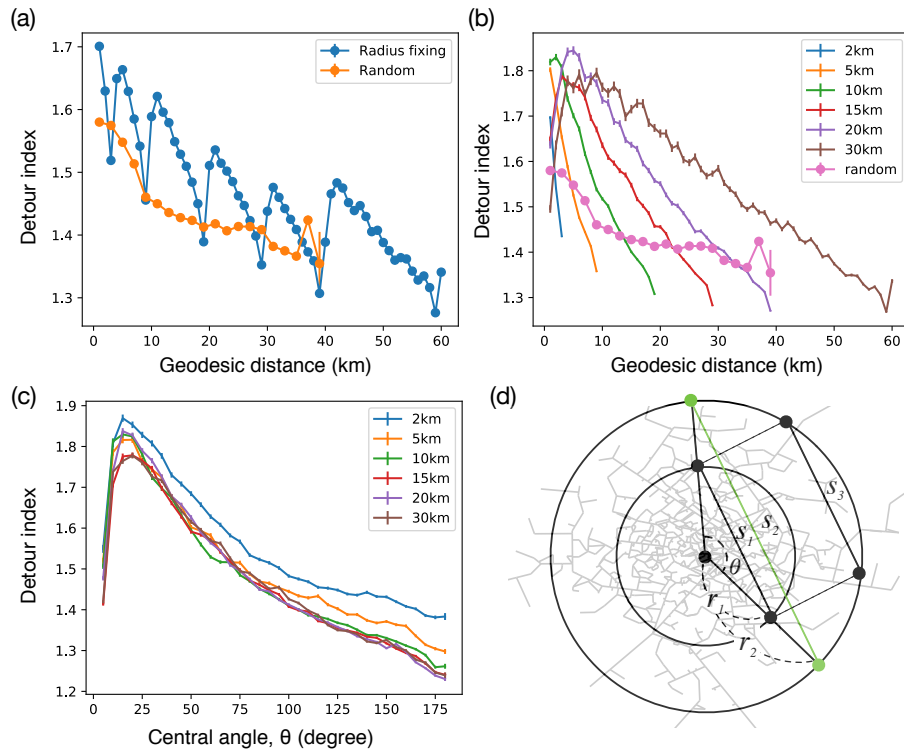 (a)
1.7
1.6
1.5
1.4
1.3
Detour index
0 10 20 30 40 50 60
Geodesic distance (km)
Radius fixing
Random
(b)
1.8
1.7
1.6
1.5
1.4
1.3
Detour index
0 10 20 30 40 50 60
Geodesic distance (km)
2km
5km
10km
15km
20km
30km
random
(c)
1.9
1.8
1.7
1.6
1.5
1.4
1.3
1.2
Detour index
0 25 50 75 100 125 150 175
Central angle, θ (degree)
2km
5km
10km
15km
20km
30km
(d)
s3
s1 s2
θ
r1
r2